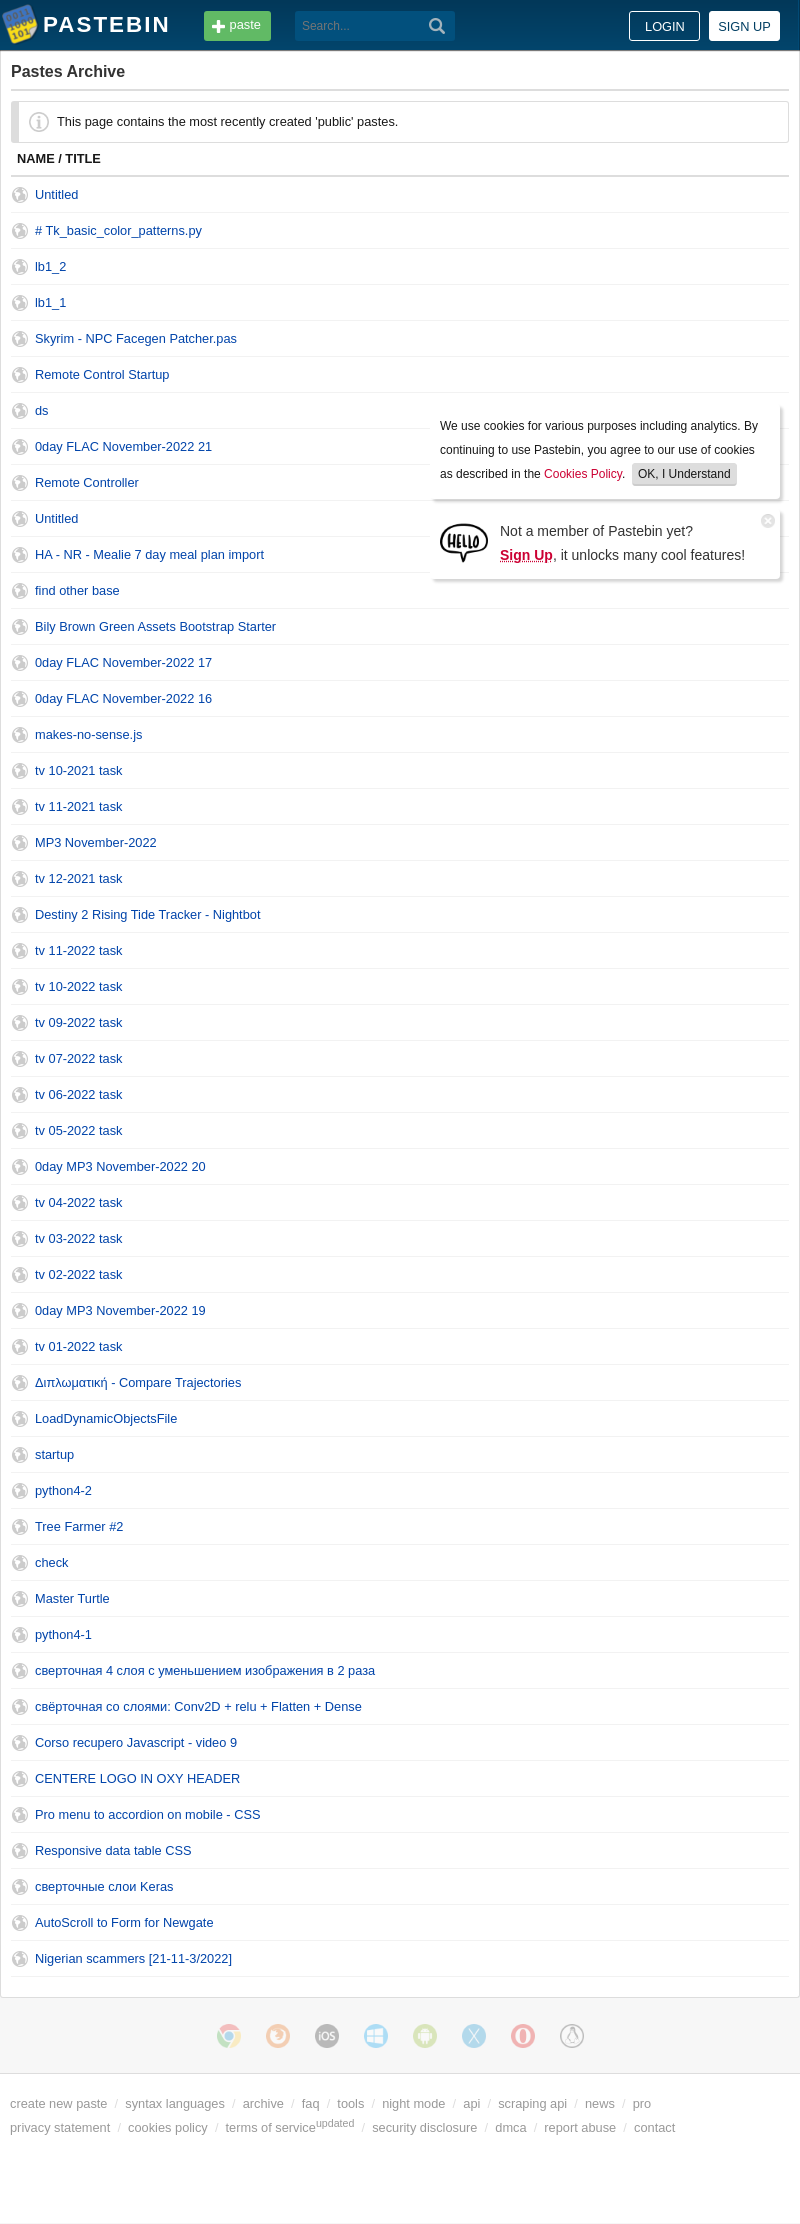 PASTEBIN paste Search... LOGIN SIGN UP
Pastes Archive
This page contains the most recently created 'public' pastes.
NAME / TITLE
Untitled
# Tk_basic_color_patterns.py
lb1_2
lb1_1
Skyrim - NPC Facegen Patcher.pas
Remote Control Startup
ds
0day FLAC November-2022 21
Remote Controller
Untitled
HA - NR - Mealie 7 day meal plan import
We use cookies for various purposes including analytics. By
continuing to use Pastebin, you agree to our use of cookies
as described in the Cookies Policy. OK, I Understand
HELLO
Not a member of Pastebin yet?
Sign Up, it unlocks many cool features!
find other base
Bily Brown Green Assets Bootstrap Starter
0day FLAC November-2022 17
0day FLAC November-2022 16
makes-no-sense.js
tv 10-2021 task
tv 11-2021 task
MP3 November-2022
tv 12-2021 task
Destiny 2 Rising Tide Tracker - Nightbot
tv 11-2022 task
tv 10-2022 task
tv 09-2022 task
tv 07-2022 task
tv 06-2022 task
tv 05-2022 task
0day MP3 November-2022 20
tv 04-2022 task
tv 03-2022 task
tv 02-2022 task
0day MP3 November-2022 19
tv 01-2022 task
Διπλωματική - Compare Trajectories
LoadDynamicObjectsFile
startup
python4-2
Tree Farmer #2
check
Master Turtle
python4-1
сверточная 4 слоя с уменьшением изображения в 2 раза
свёрточная со слоями: Conv2D + relu + Flatten + Dense
Corso recupero Javascript - video 9
CENTERE LOGO IN OXY HEADER
Pro menu to accordion on mobile - CSS
Responsive data table CSS
сверточные слои Keras
AutoScroll to Form for Newgate
Nigerian scammers [21-11-3/2022]
iOS
create new paste / syntax languages / archive / faq / tools / night mode / api / scraping api / news / pro
privacy statement / cookies policy / terms of service updated / security disclosure / dmca / report abuse / contact